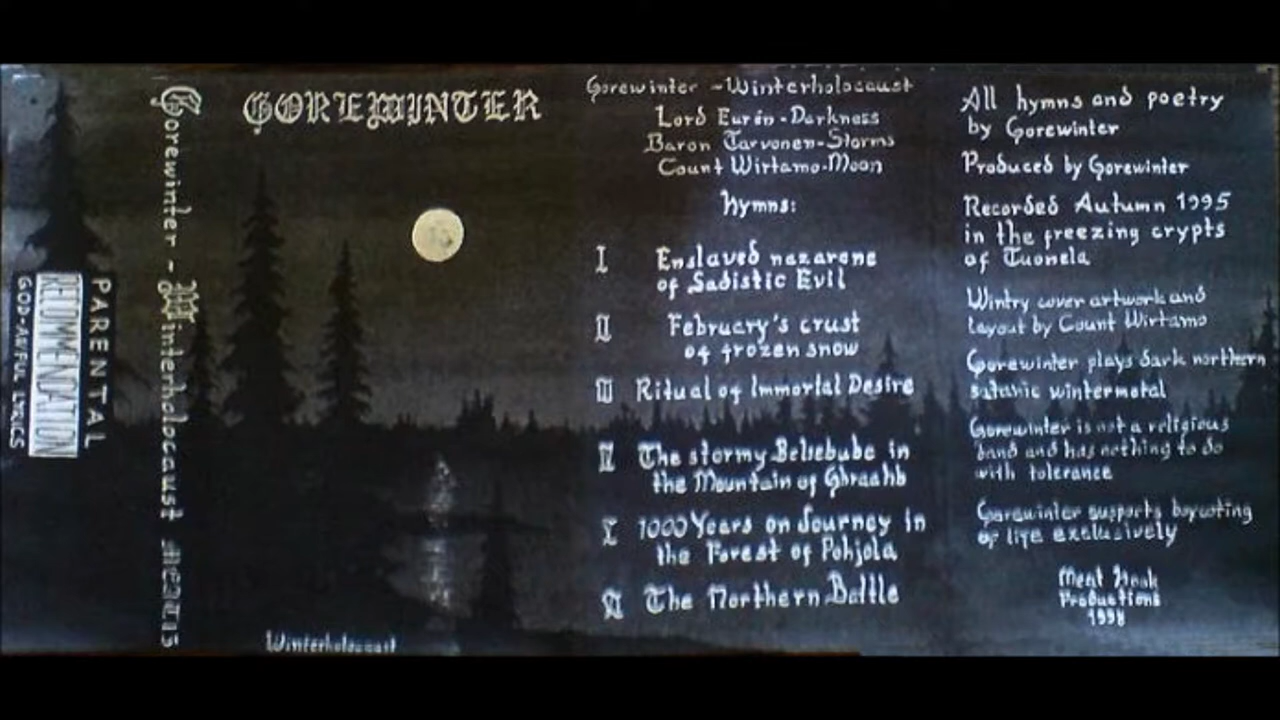 PARENTAL
RECOMMENDATION
GOD-AWFUL LYRICS
Gorewinter - Winterholocaust
GOREWINTER
Winterholocaust
Gorewinter - Winterholocaust
Lord Eurén - Darkness
Baron Tarvonen - Storms
Count Wirtamo - Moon
hymns:
I Enslaved nazarene
of Sadistic Evil
II February's crust
of frozen snow
III Ritual of Immortal Desire
IV The stormy Belsebube in
the Mountain of Ghraahb
V 1000 Years on Journey in
the Forest of Pohjola
VI The Northern Battle
All hymns and poetry
by Gorewinter
Produced by Gorewinter
Recorded Autumn 1995
in the freezing crypts
of Tuonela
Wintry cover artwork and
layout by Count Wirtamo
Gorewinter plays dark northern
satanic wintermetal
Gorewinter is not a religious
band and has nothing to do
with tolerance
Gorewinter supports boycoting
of life exclusively
Meat Hook
Productions
1998